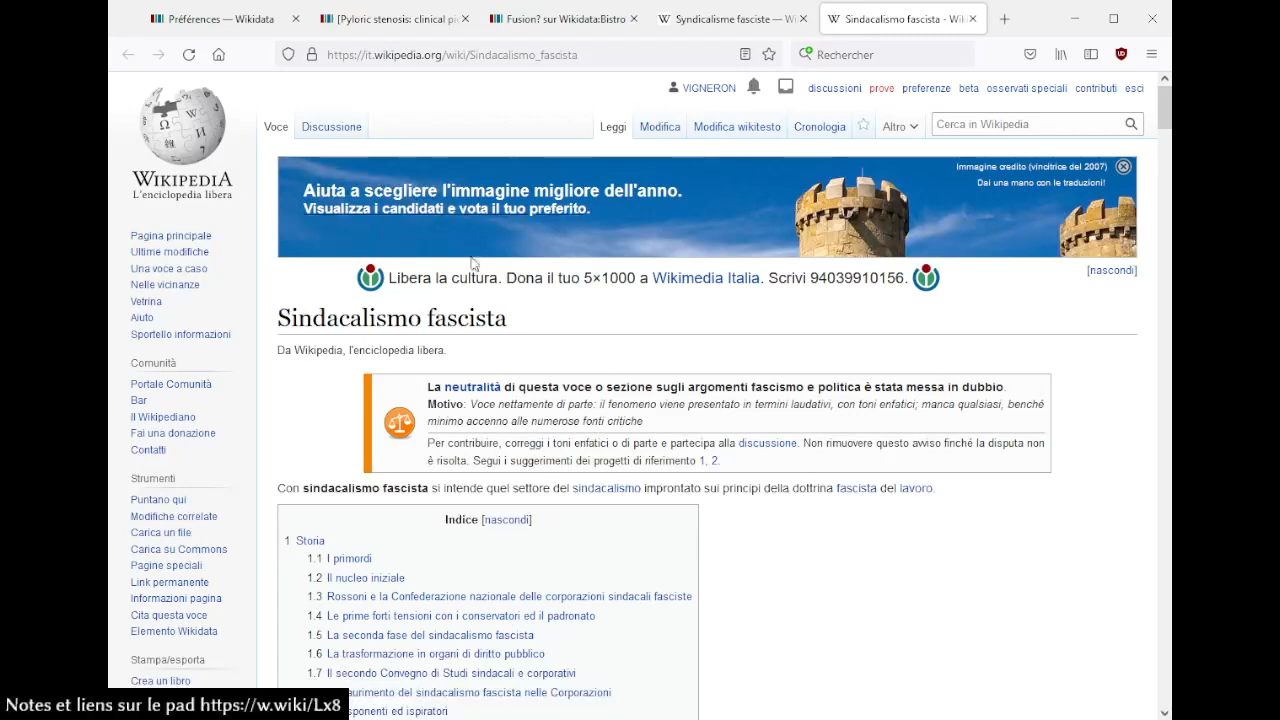 Préférences — Wikidata
[Pyloric stenosis: clinical pi
Fusion? sur Wikidata:Bistro
Syndicalisme fasciste — Wi
Sindacalismo fascista - Wik
https://it.wikipedia.org/wiki/Sindacalismo_fascista
Rechercher
VIGNERON
discussioni
prove
preferenze
beta
osservati speciali
contributi
esci
Voce
Discussione
Leggi
Modifica
Modifica wikitesto
Cronologia
Altro
Cerca in Wikipedia
WIKIPEDIA
L'enciclopedia libera
Aiuta a scegliere l'immagine migliore dell'anno.
Visualizza i candidati e vota il tuo preferito.
Immagine credito (vincitrice del 2007)
Dai una mano con le traduzioni!
Libera la cultura. Dona il tuo 5×1000 a Wikimedia Italia. Scrivi 94039910156.
[nascondi]
Sindacalismo fascista
Da Wikipedia, l'enciclopedia libera.
La neutralità di questa voce o sezione sugli argomenti fascismo e politica è stata messa in dubbio.
Motivo: Voce nettamente di parte: il fenomeno viene presentato in termini laudativi, con toni enfatici; manca qualsiasi, benché
minimo accenno alle numerose fonti critiche
Per contribuire, correggi i toni enfatici o di parte e partecipa alla discussione. Non rimuovere questo avviso finché la disputa non
è risolta. Segui i suggerimenti dei progetti di riferimento 1, 2.
Con sindacalismo fascista si intende quel settore del sindacalismo improntato sui principi della dottrina fascista del lavoro.
Indice [nascondi]
1 Storia
1.1 I primordi
1.2 Il nucleo iniziale
1.3 Rossoni e la Confederazione nazionale delle corporazioni sindacali fasciste
1.4 Le prime forti tensioni con i conservatori ed il padronato
1.5 La seconda fase del sindacalismo fascista
1.6 La trasformazione in organi di diritto pubblico
1.7 Il secondo Convegno di Studi sindacali e corporativi
aurimento del sindacalismo fascista nelle Corporazioni
sponenti ed ispiratori
Pagina principale
Ultime modifiche
Una voce a caso
Nelle vicinanze
Vetrina
Aiuto
Sportello informazioni
Comunità
Portale Comunità
Bar
Il Wikipediano
Fai una donazione
Contatti
Strumenti
Puntano qui
Modifiche correlate
Carica un file
Carica su Commons
Pagine speciali
Link permanente
Informazioni pagina
Cita questa voce
Elemento Wikidata
Stampa/esporta
Crea un libro
Notes et liens sur le pad https://w.wiki/Lx8